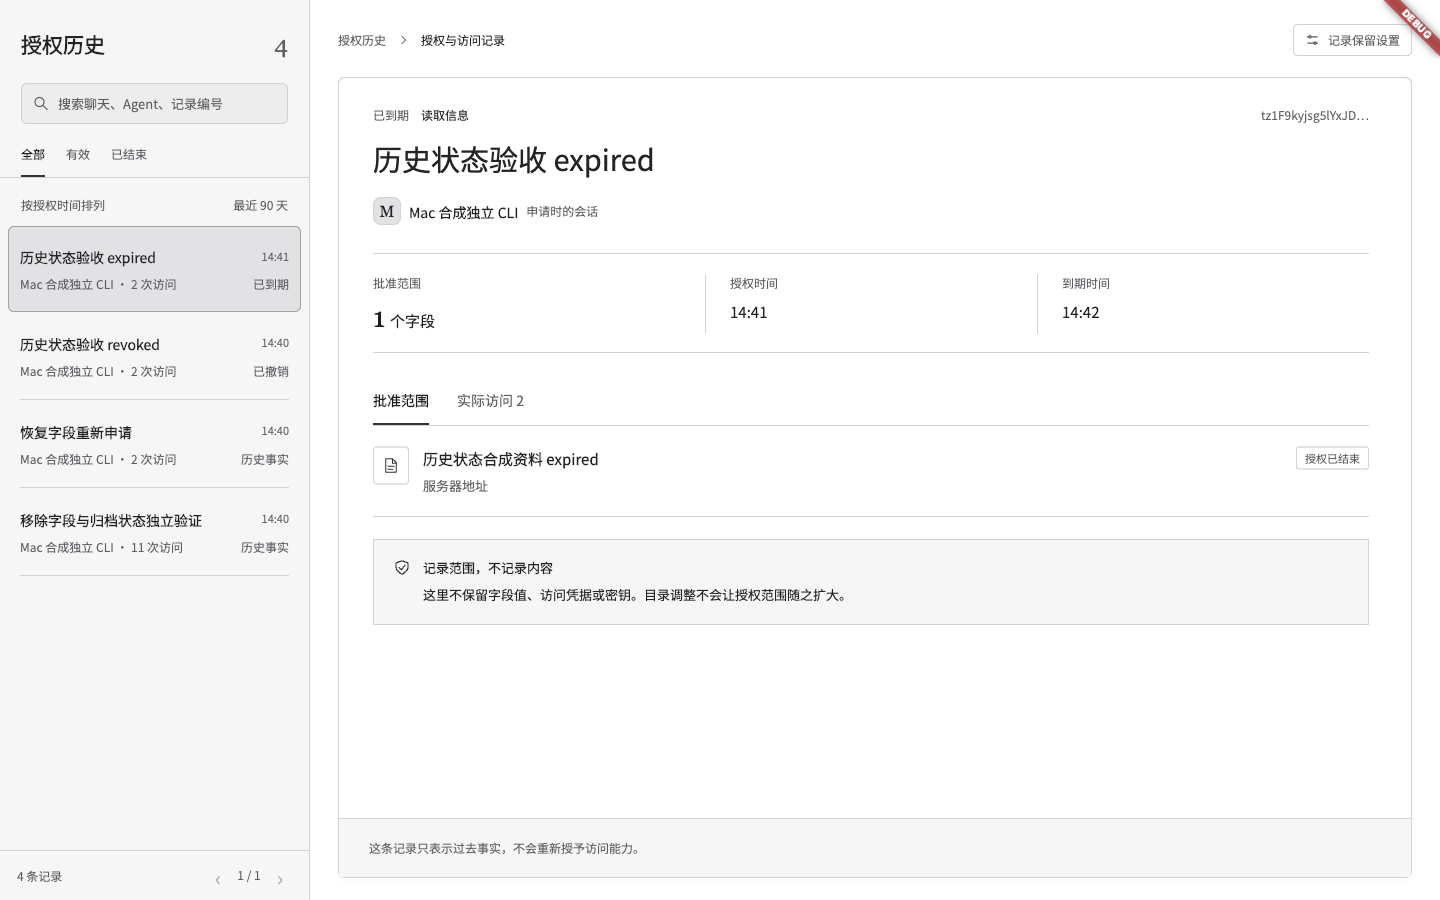 授权历史
4
搜索聊天、Agent、记录编号
全部 有效 已结束
按授权时间排列 最近 90 天
历史状态验收 expired 14:41
Mac 合成独立 CLI · 2 次访问 已到期
历史状态验收 revoked 14:40
Mac 合成独立 CLI · 2 次访问 已撤销
恢复字段重新申请 14:40
Mac 合成独立 CLI · 2 次访问 历史事实
移除字段与归档状态独立验证 14:40
Mac 合成独立 CLI · 11 次访问 历史事实
4 条记录 ‹ 1 / 1 ›
授权历史 > 授权与访问记录
记录保留设置
DEBUG
已到期 读取信息 tz1F9kyjsg5lYxJD…
历史状态验收 expired
M Mac 合成独立 CLI 申请时的会话
批准范围 授权时间 到期时间
1 个字段 14:41 14:42
批准范围 实际访问 2
历史状态合成资料 expired 授权已结束
服务器地址
记录范围，不记录内容
这里不保留字段值、访问凭据或密钥。目录调整不会让授权范围随之扩大。
这条记录只表示过去事实，不会重新授予访问能力。